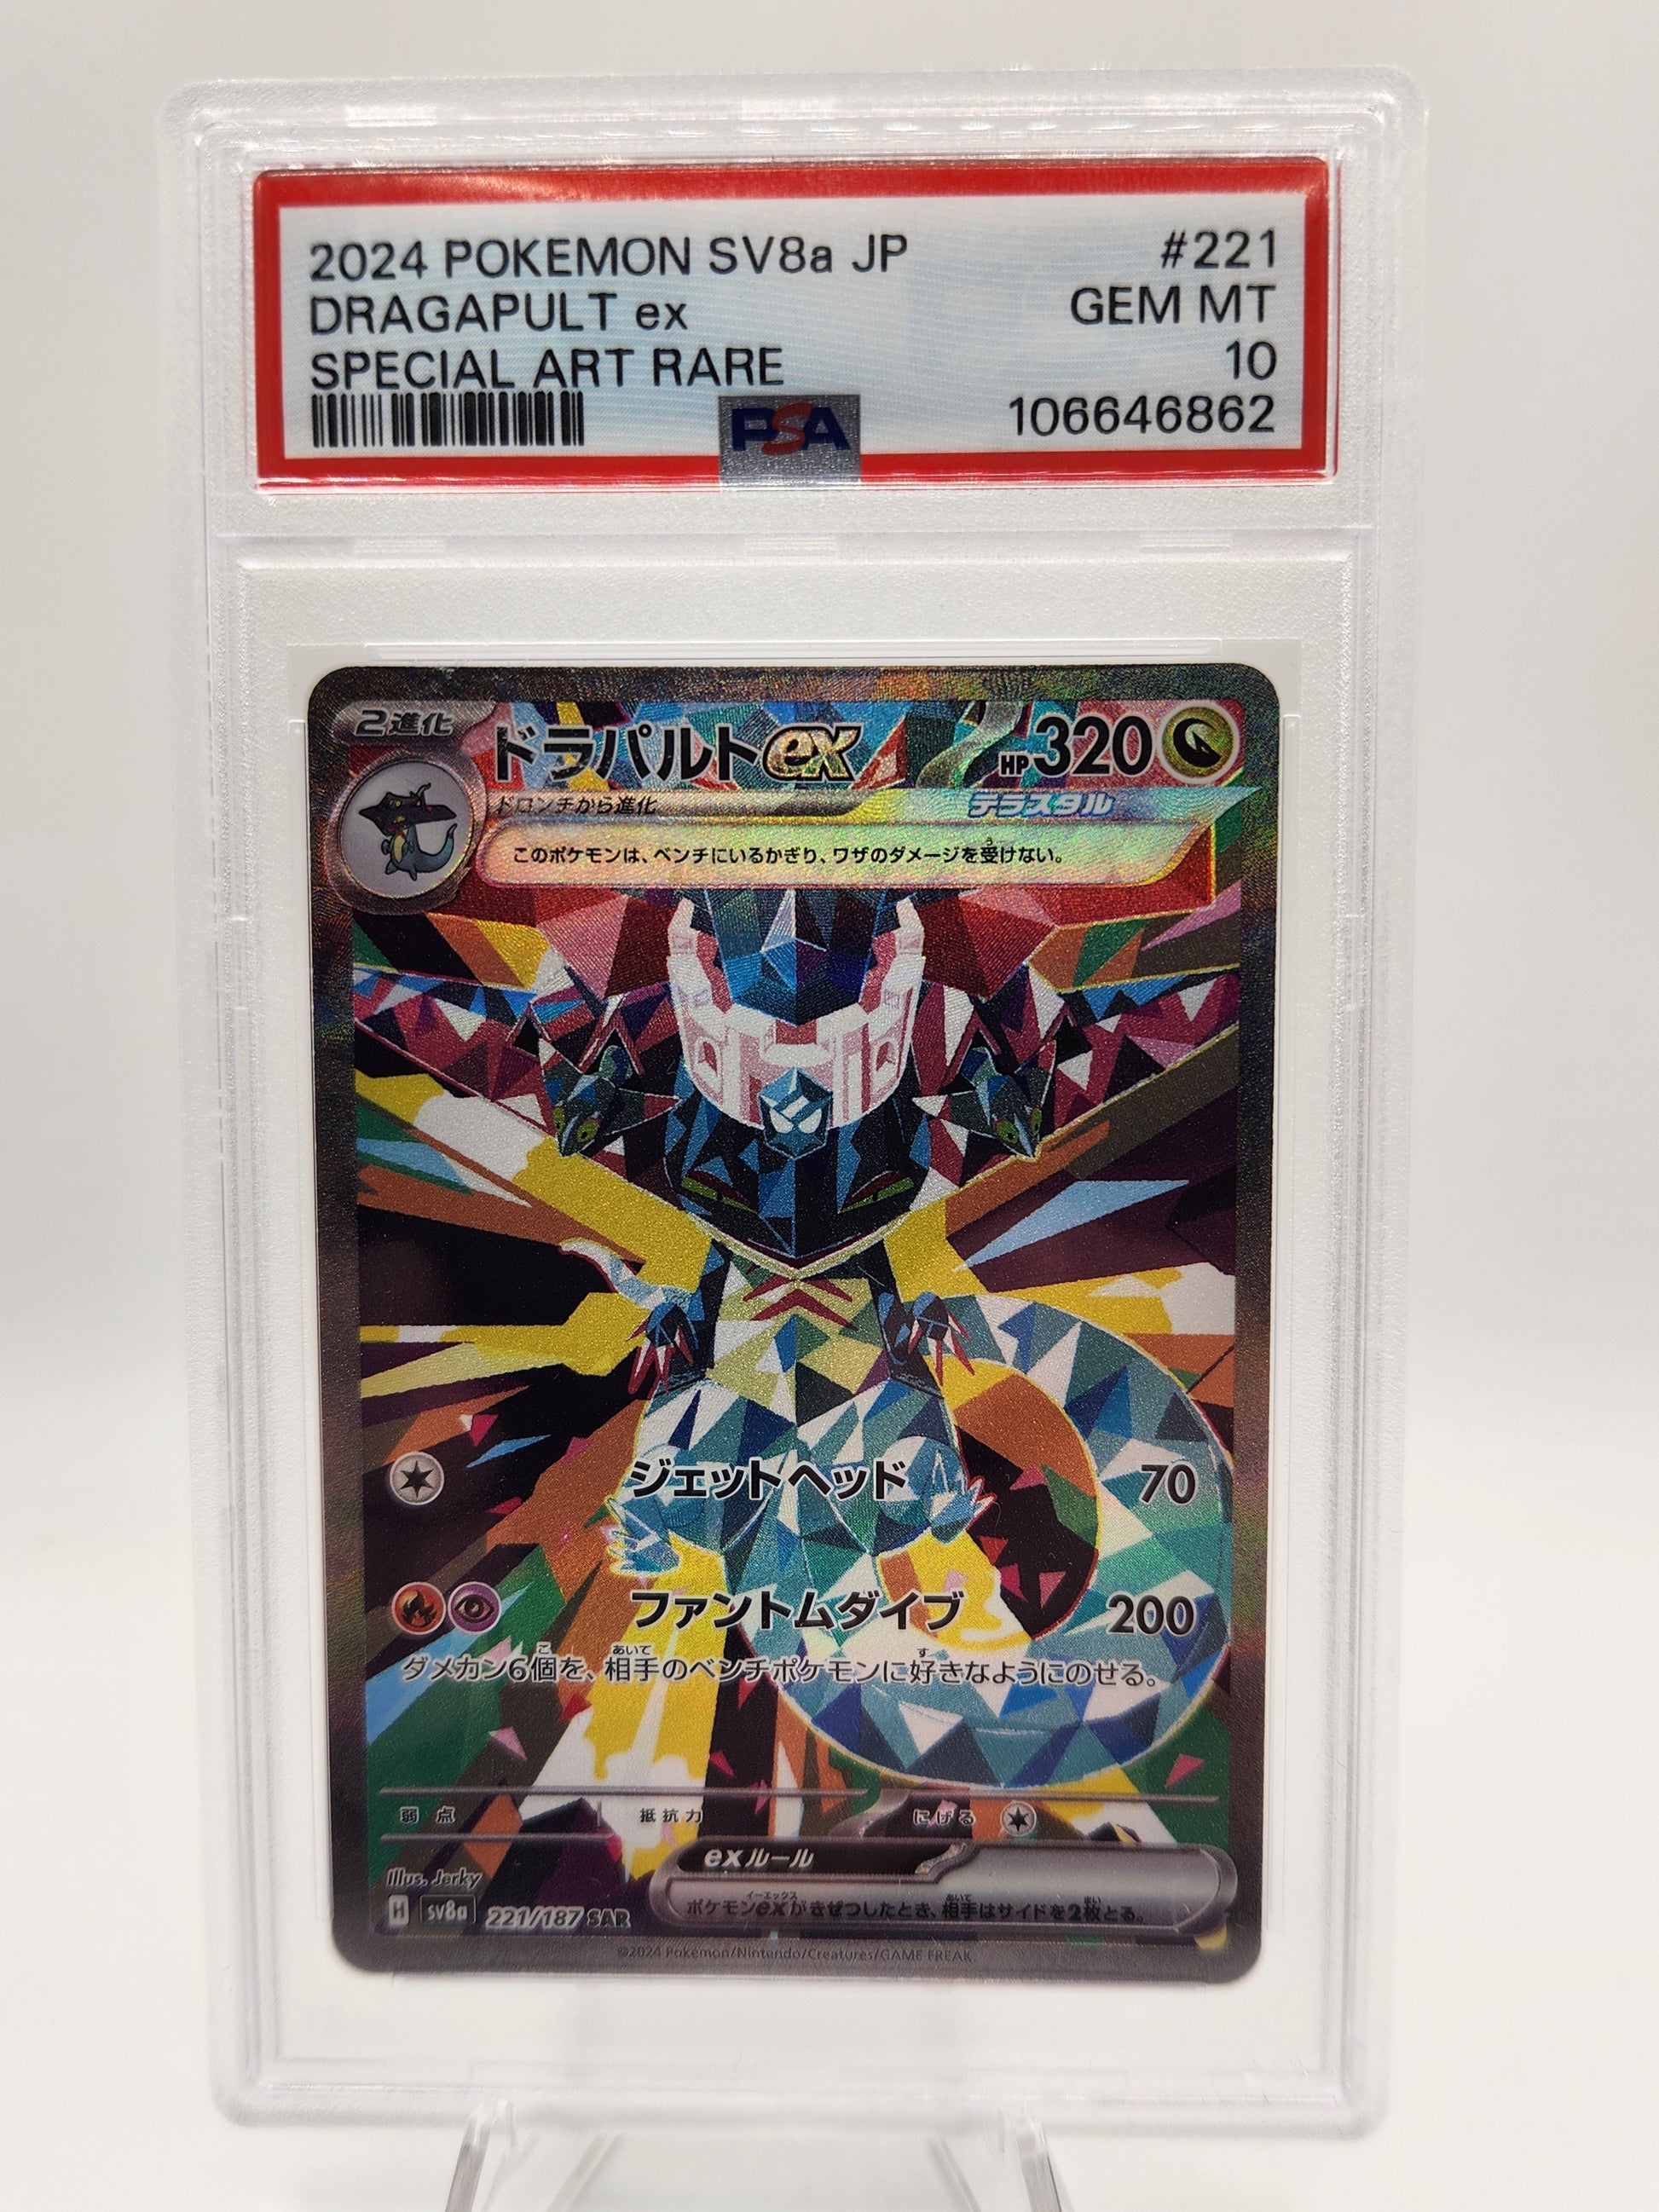 2024 POKEMON SV8a JP #221
DRAGAPULT ex GEM MT
SPECIAL ART RARE 10
PSA 106646862
2進化 ドラパルトex HP320
ドロンチから進化 テラスタル
このポケモンは、ベンチにいるかぎり、ワザのダメージを受けない。
ジェットヘッド 70
ファントムダイブ 200
ダメカン6個を、相手のベンチポケモンに好きなようにのせる。
弱点 抵抗力 にげる
exルール
ポケモンexがきぜつしたとき、相手はサイドを2枚とる。
Illus. Jerky
H sv8a 221/187 SAR
©2024 Pokémon/Nintendo/Creatures/GAME FREAK